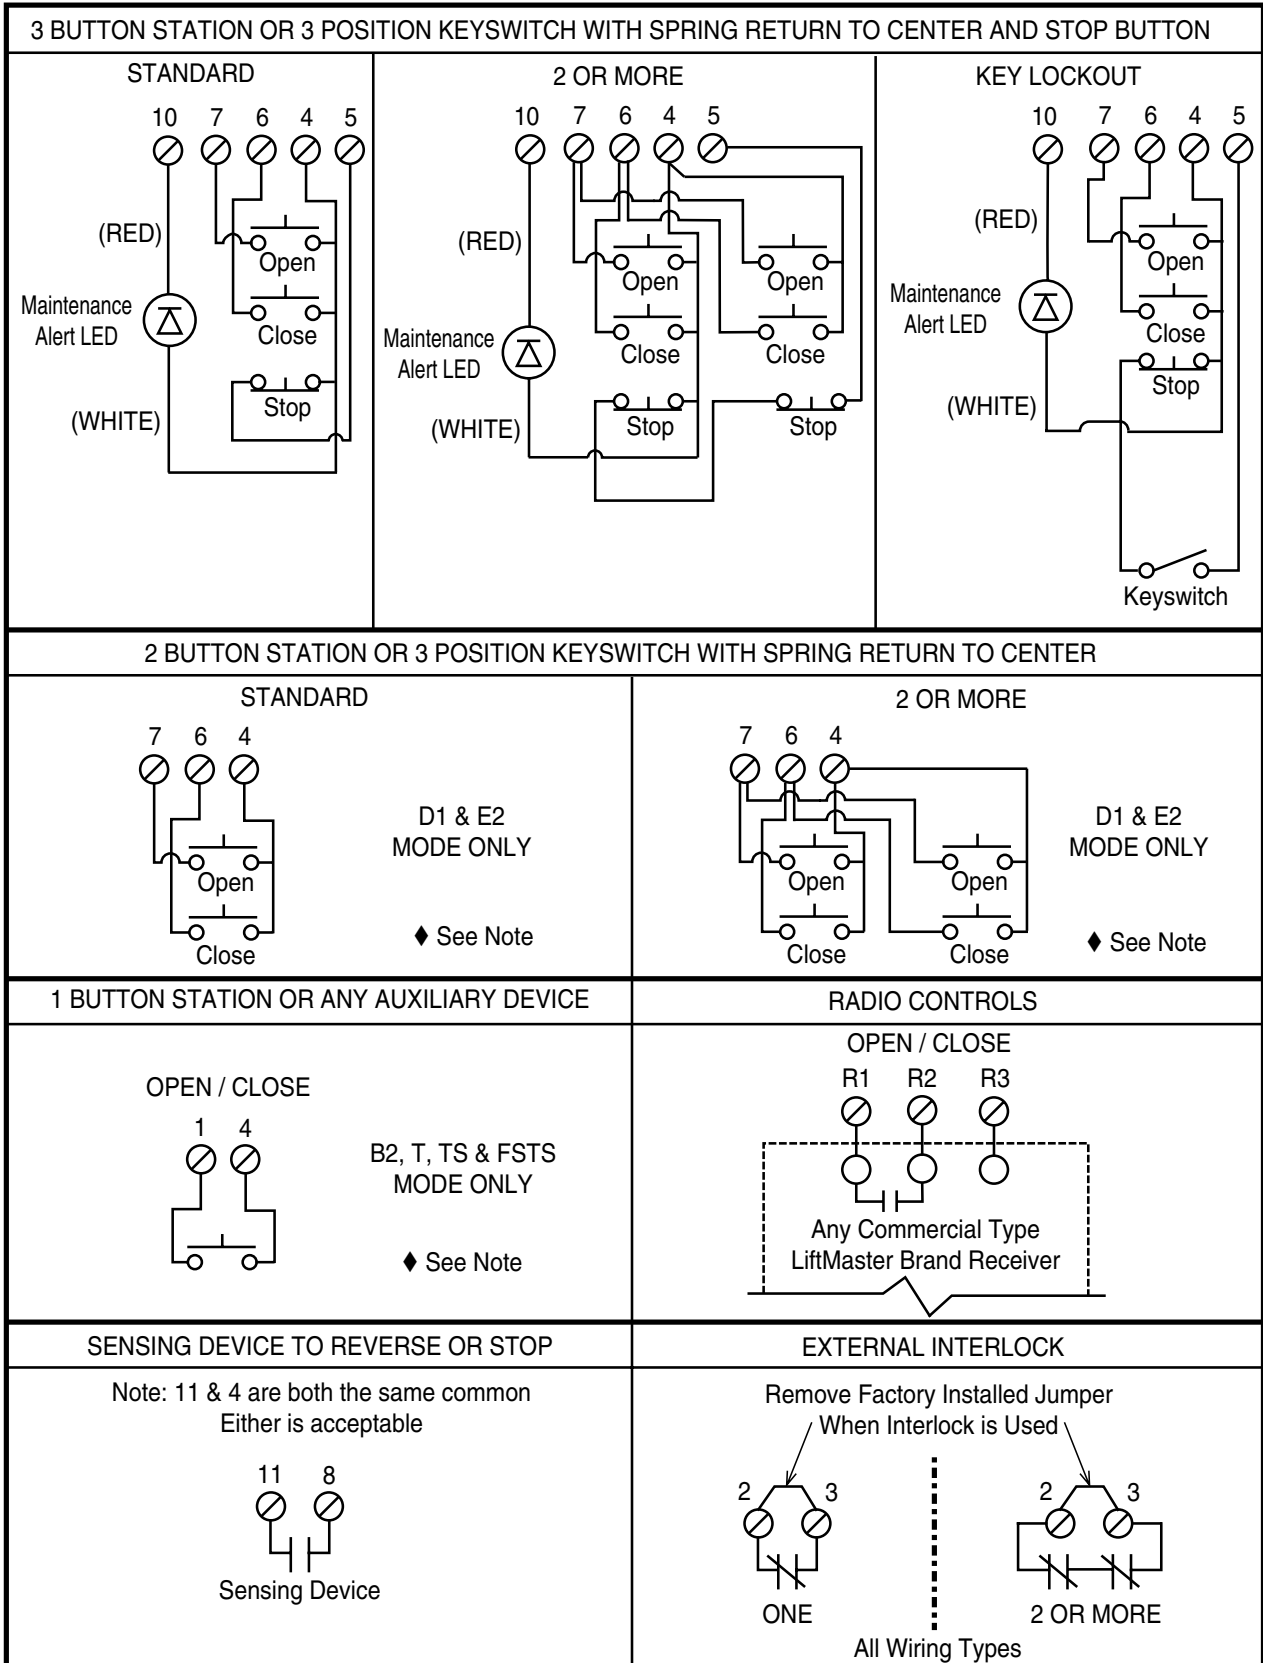 3 BUTTON STATION OR 3 POSITION KEYSWITCH WITH SPRING RETURN TO CENTER AND STOP BUTTON
STANDARD
10 7 6 4 5
(RED)
Open
Maintenance
Alert LED
Close
(WHITE)
Stop
2 OR MORE
10 7 6 4 5
(RED)
Open Open
Maintenance
Alert LED
Close Close
(WHITE)
Stop Stop
KEY LOCKOUT
10 7 6 4 5
(RED)
Open
Maintenance
Alert LED
Close
Stop
(WHITE)
Keyswitch
2 BUTTON STATION OR 3 POSITION KEYSWITCH WITH SPRING RETURN TO CENTER
STANDARD
7 6 4
D1 & E2
MODE ONLY
Open
Close
♦ See Note
2 OR MORE
7 6 4
D1 & E2
MODE ONLY
Open Open
Close Close
♦ See Note
1 BUTTON STATION OR ANY AUXILIARY DEVICE
OPEN / CLOSE
1 4
B2, T, TS & FSTS
MODE ONLY
♦ See Note
RADIO CONTROLS
OPEN / CLOSE
R1 R2 R3
Any Commercial Type
LiftMaster Brand Receiver
SENSING DEVICE TO REVERSE OR STOP
Note: 11 & 4 are both the same common
Either is acceptable
11 8
Sensing Device
EXTERNAL INTERLOCK
Remove Factory Installed Jumper
When Interlock is Used
2 3 2 3
ONE 2 OR MORE
All Wiring Types